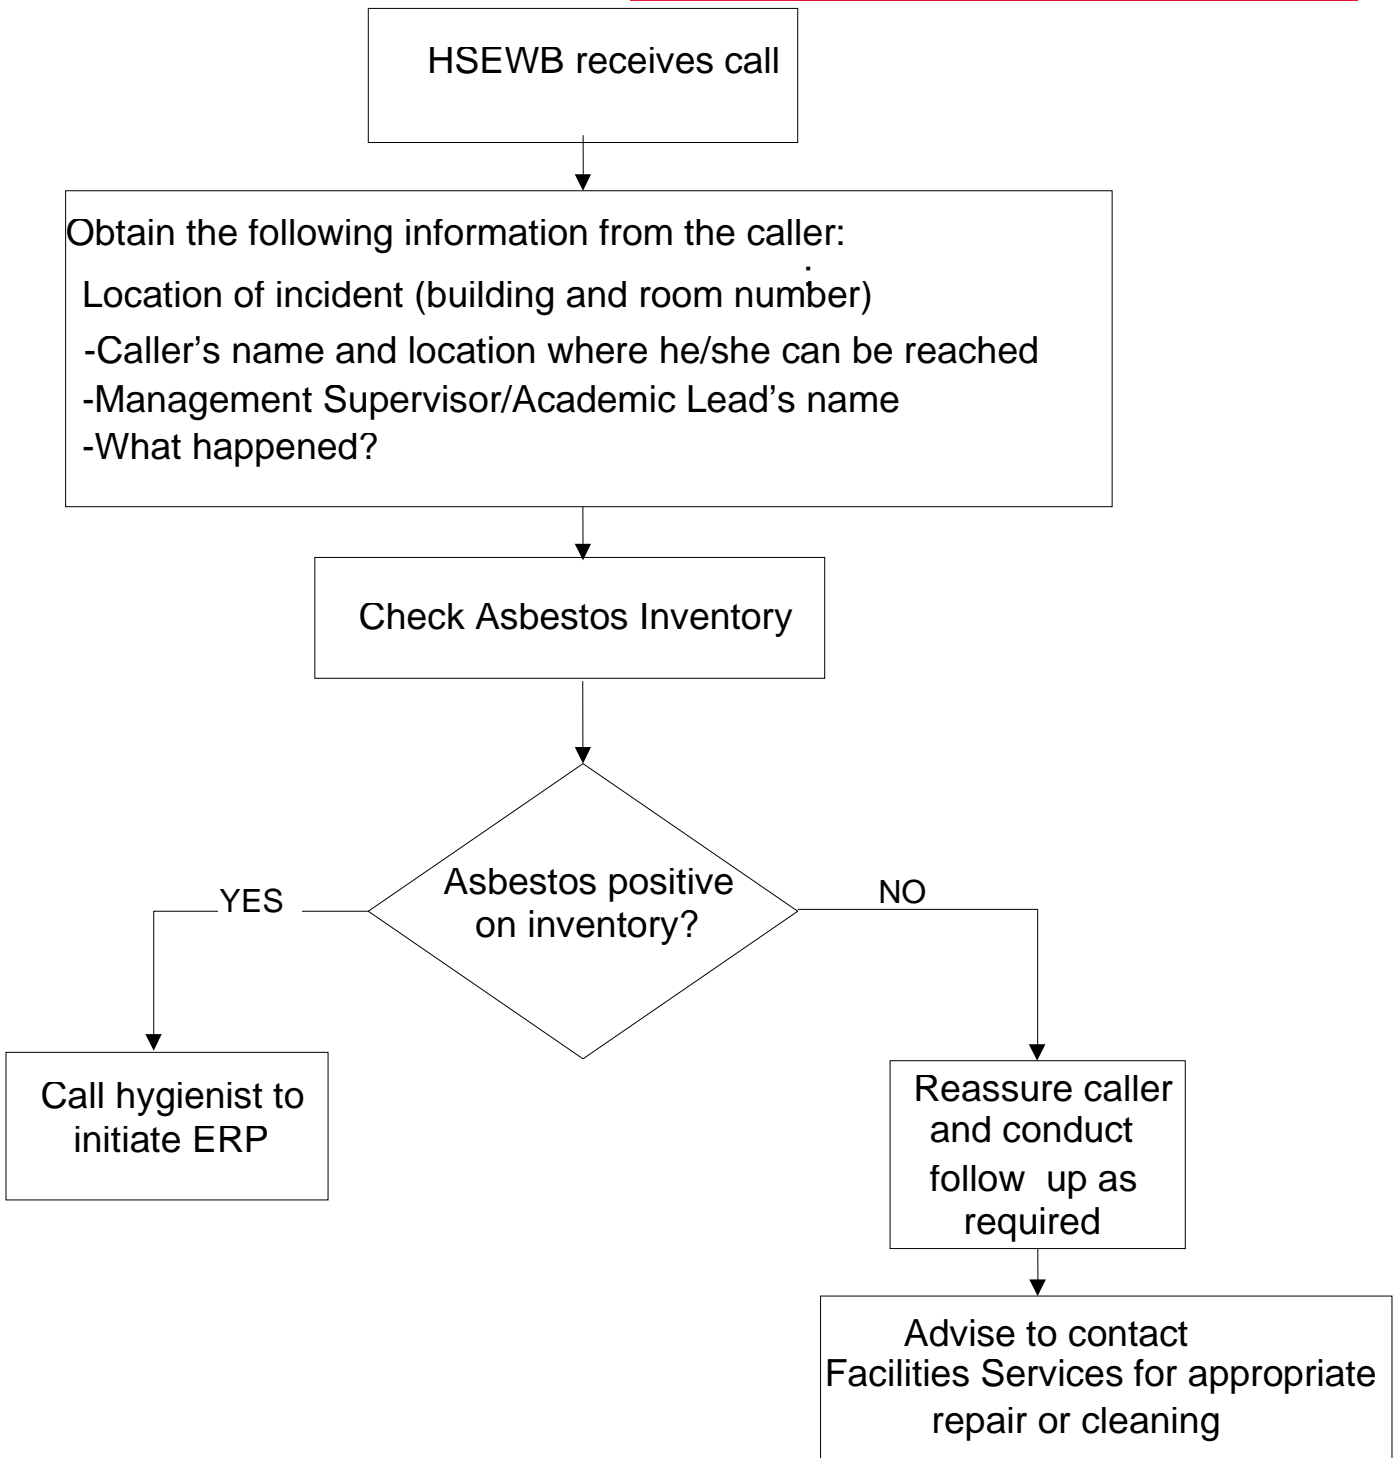 HSEWB receives call
Obtain the following information from the caller:
Location of incident (building and room number)
-Caller’s name and location where he/she can be reached
-Management Supervisor/Academic Lead’s name
-What happened?
Check Asbestos Inventory
Asbestos positive
on inventory?
YES
NO
Call hygienist to
initiate ERP
Reassure caller
and conduct
follow  up as
required
Advise to contact
Facilities Services for appropriate
repair or cleaning